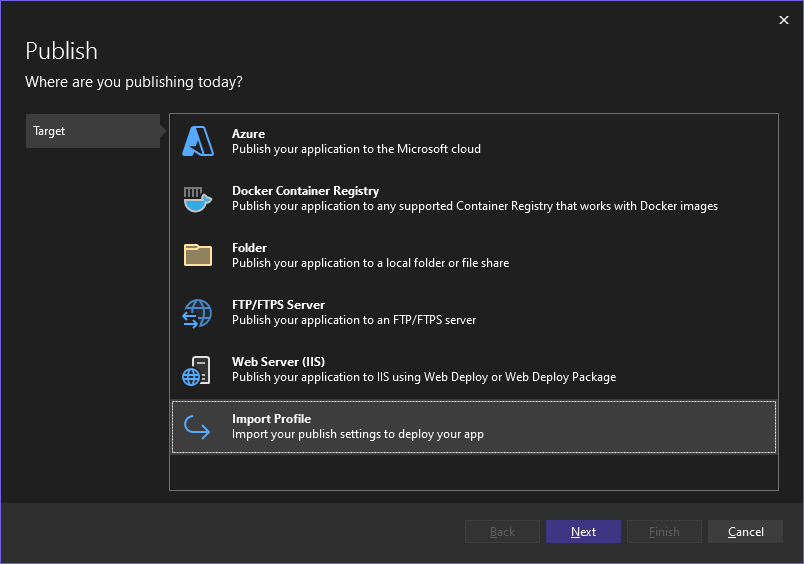 Publish
Where are you publishing today?
Target
Azure
Publish your application to the Microsoft cloud
Docker Container Registry
Publish your application to any supported Container Registry that works with Docker images
Folder
Publish your application to a local folder or file share
FTP/FTPS Server
Publish your application to an FTP/FTPS server
Web Server (IIS)
Publish your application to IIS using Web Deploy or Web Deploy Package
Import Profile
Import your publish settings to deploy your app
Back
Next
Finish
Cancel